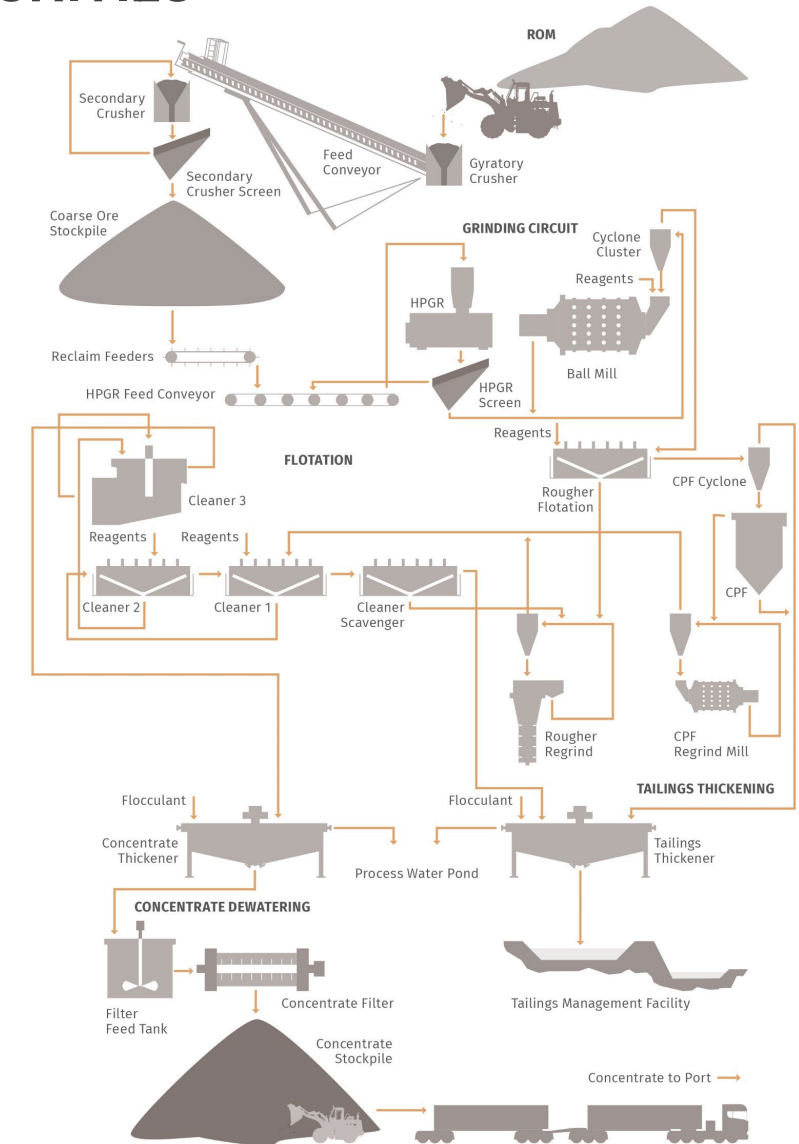 ROM
Secondary
Crusher
Feed
Conveyor
Gyratory
Crusher
Secondary
Crusher Screen
Coarse Ore
Stockpile
GRINDING CIRCUIT
Cyclone
Cluster
Reagents
HPGR
Ball Mill
Reclaim Feeders
HPGR
Screen
HPGR Feed Conveyor
Reagents
FLOTATION
Rougher
Flotation
CPF Cyclone
Cleaner 3
Reagents
Reagents
CPF
Cleaner 2
Cleaner 1
Cleaner
Scavenger
Rougher
Regrind
CPF
Regrind Mill
TAILINGS THICKENING
Flocculant
Flocculant
Concentrate
Thickener
Tailings
Thickener
Process Water Pond
CONCENTRATE DEWATERING
Filter
Feed Tank
Concentrate Filter
Tailings Management Facility
Concentrate
Stockpile
Concentrate to Port